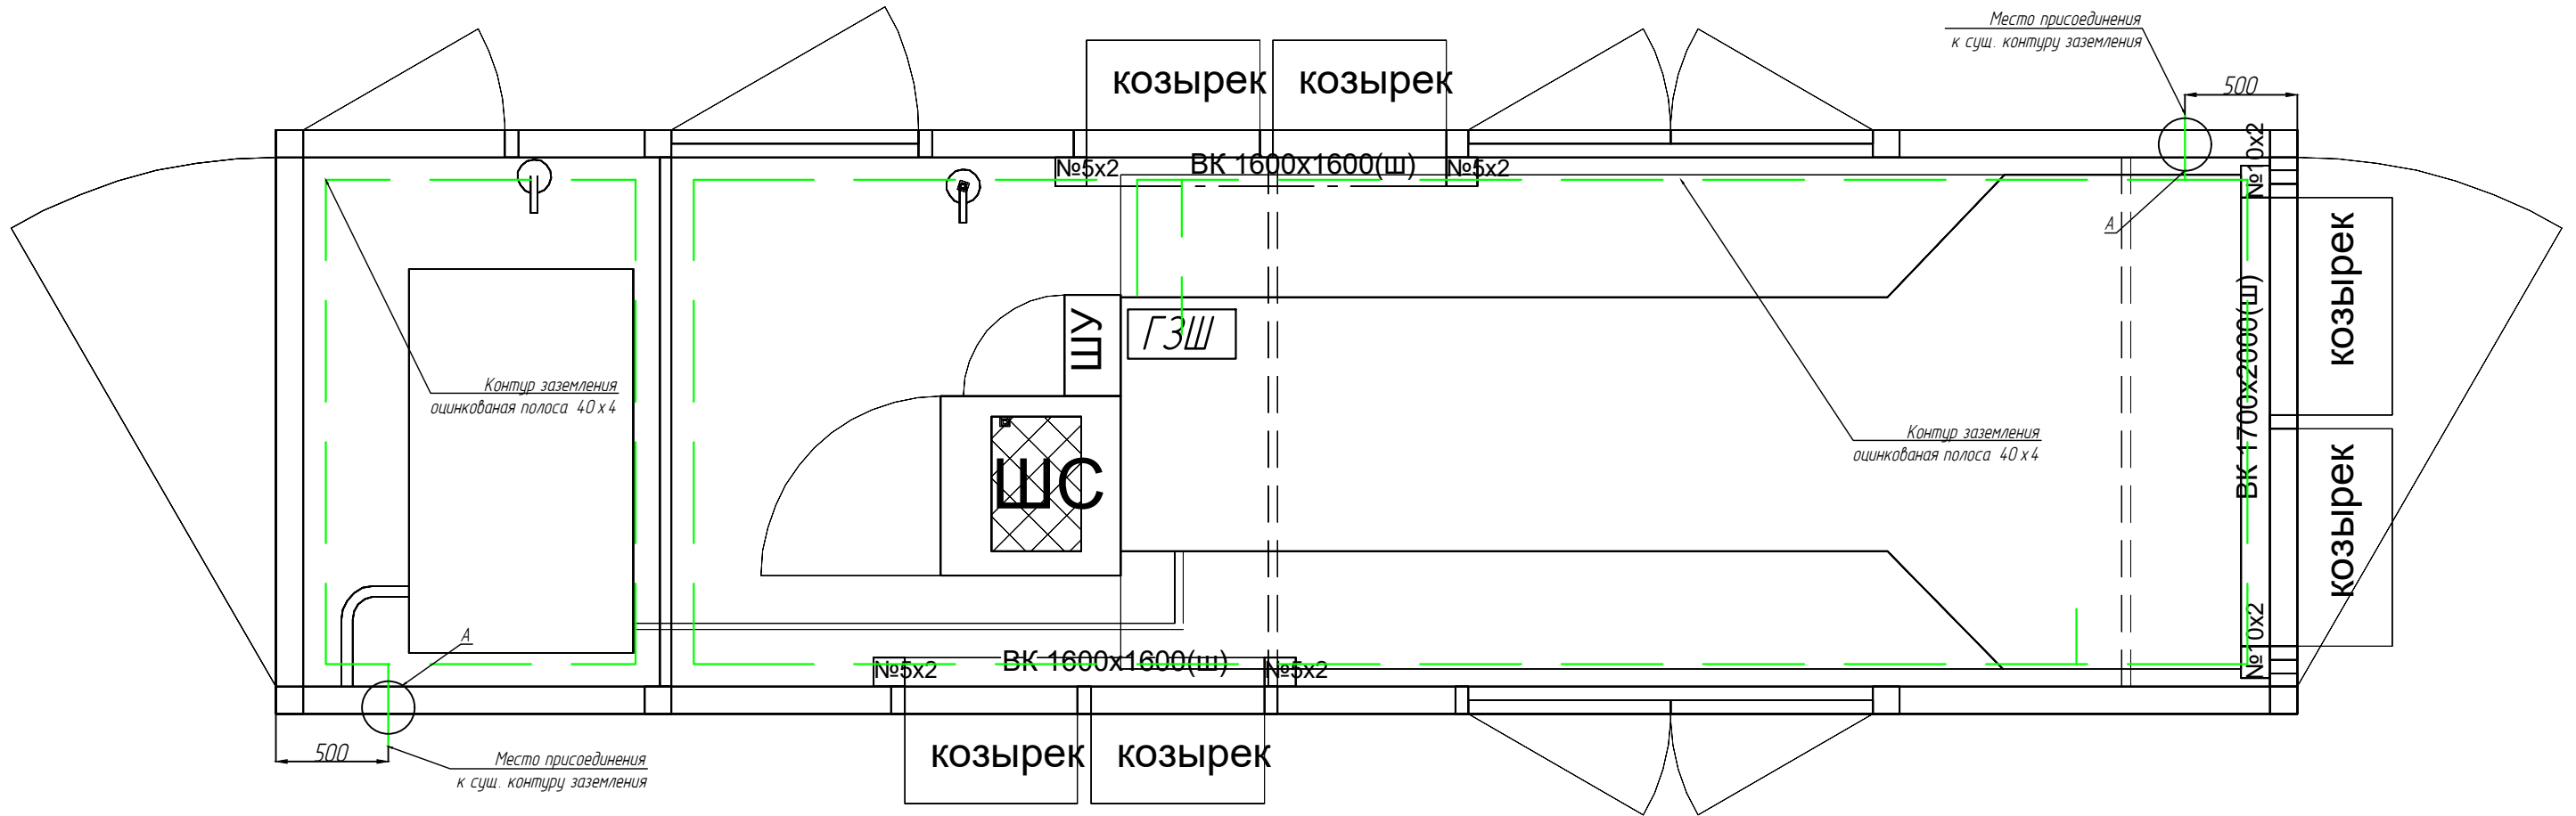 Место присоединения
к сущ. контуру заземления
500
козырек
козырек
№5х2
ВК 1600х1600(ш)
№5х2
№10х2
А
козырек
ГЗШ
ШУ
ВК 1700х2000(ш)
Контур заземления
оцинкованая полоса 40х4
Контур заземления
оцинкованая полоса 40х4
ШС
козырек
А
№10х2
№5х2
ВК 1600х1600(ш)
№5х2
500
козырек
козырек
Место присоединения
к сущ. контуру заземления